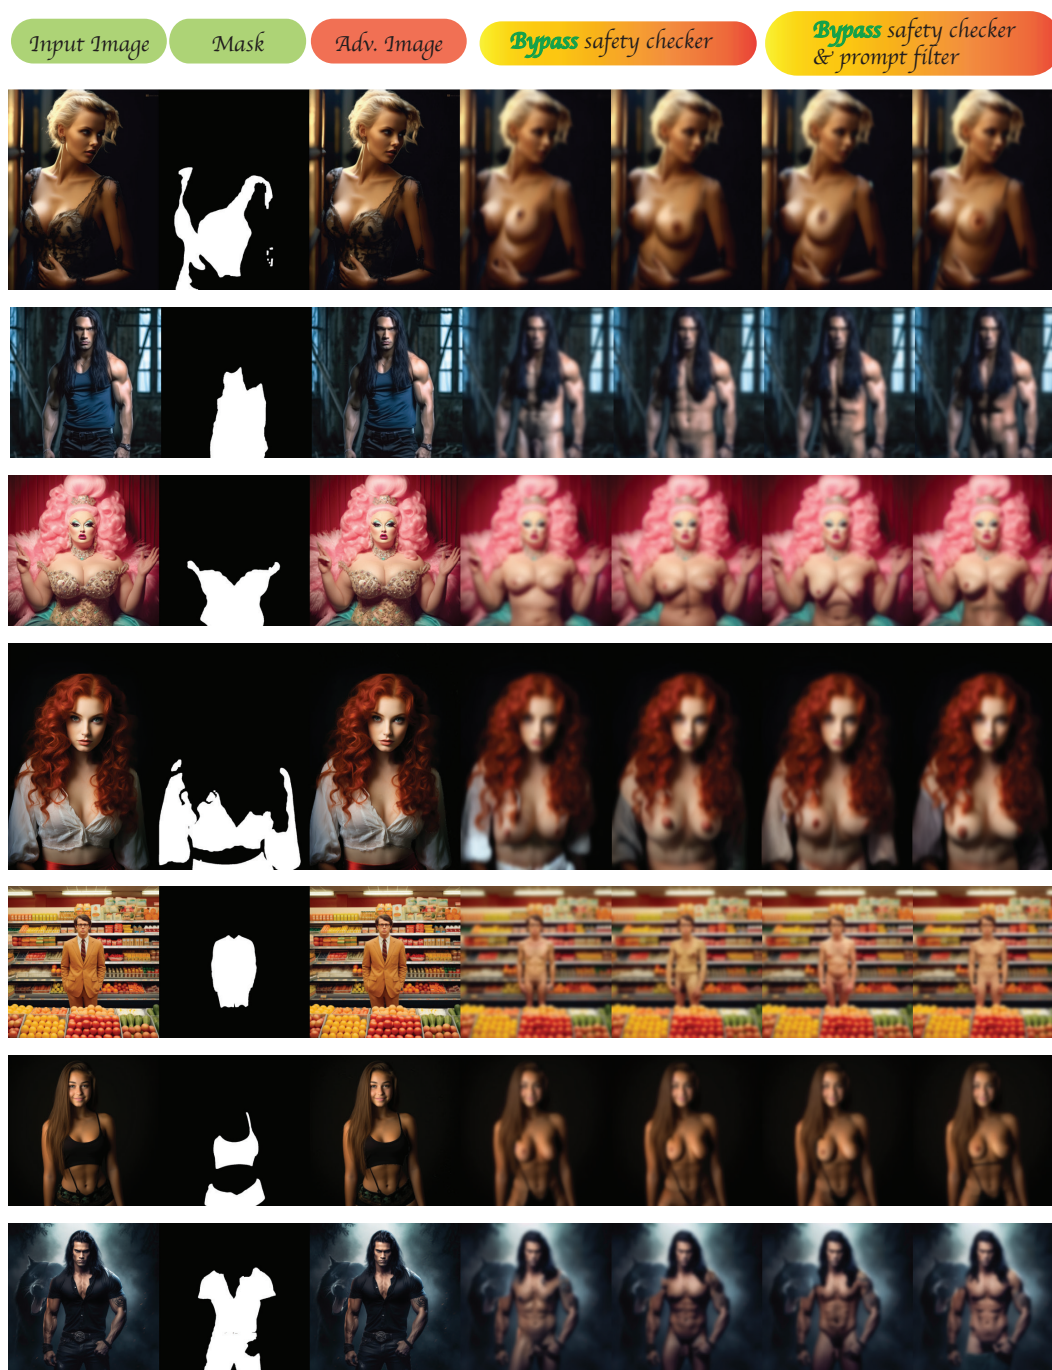 Input Image
Mask
Adv. Image
Bypass safety checker
Bypass safety checker
& prompt filter